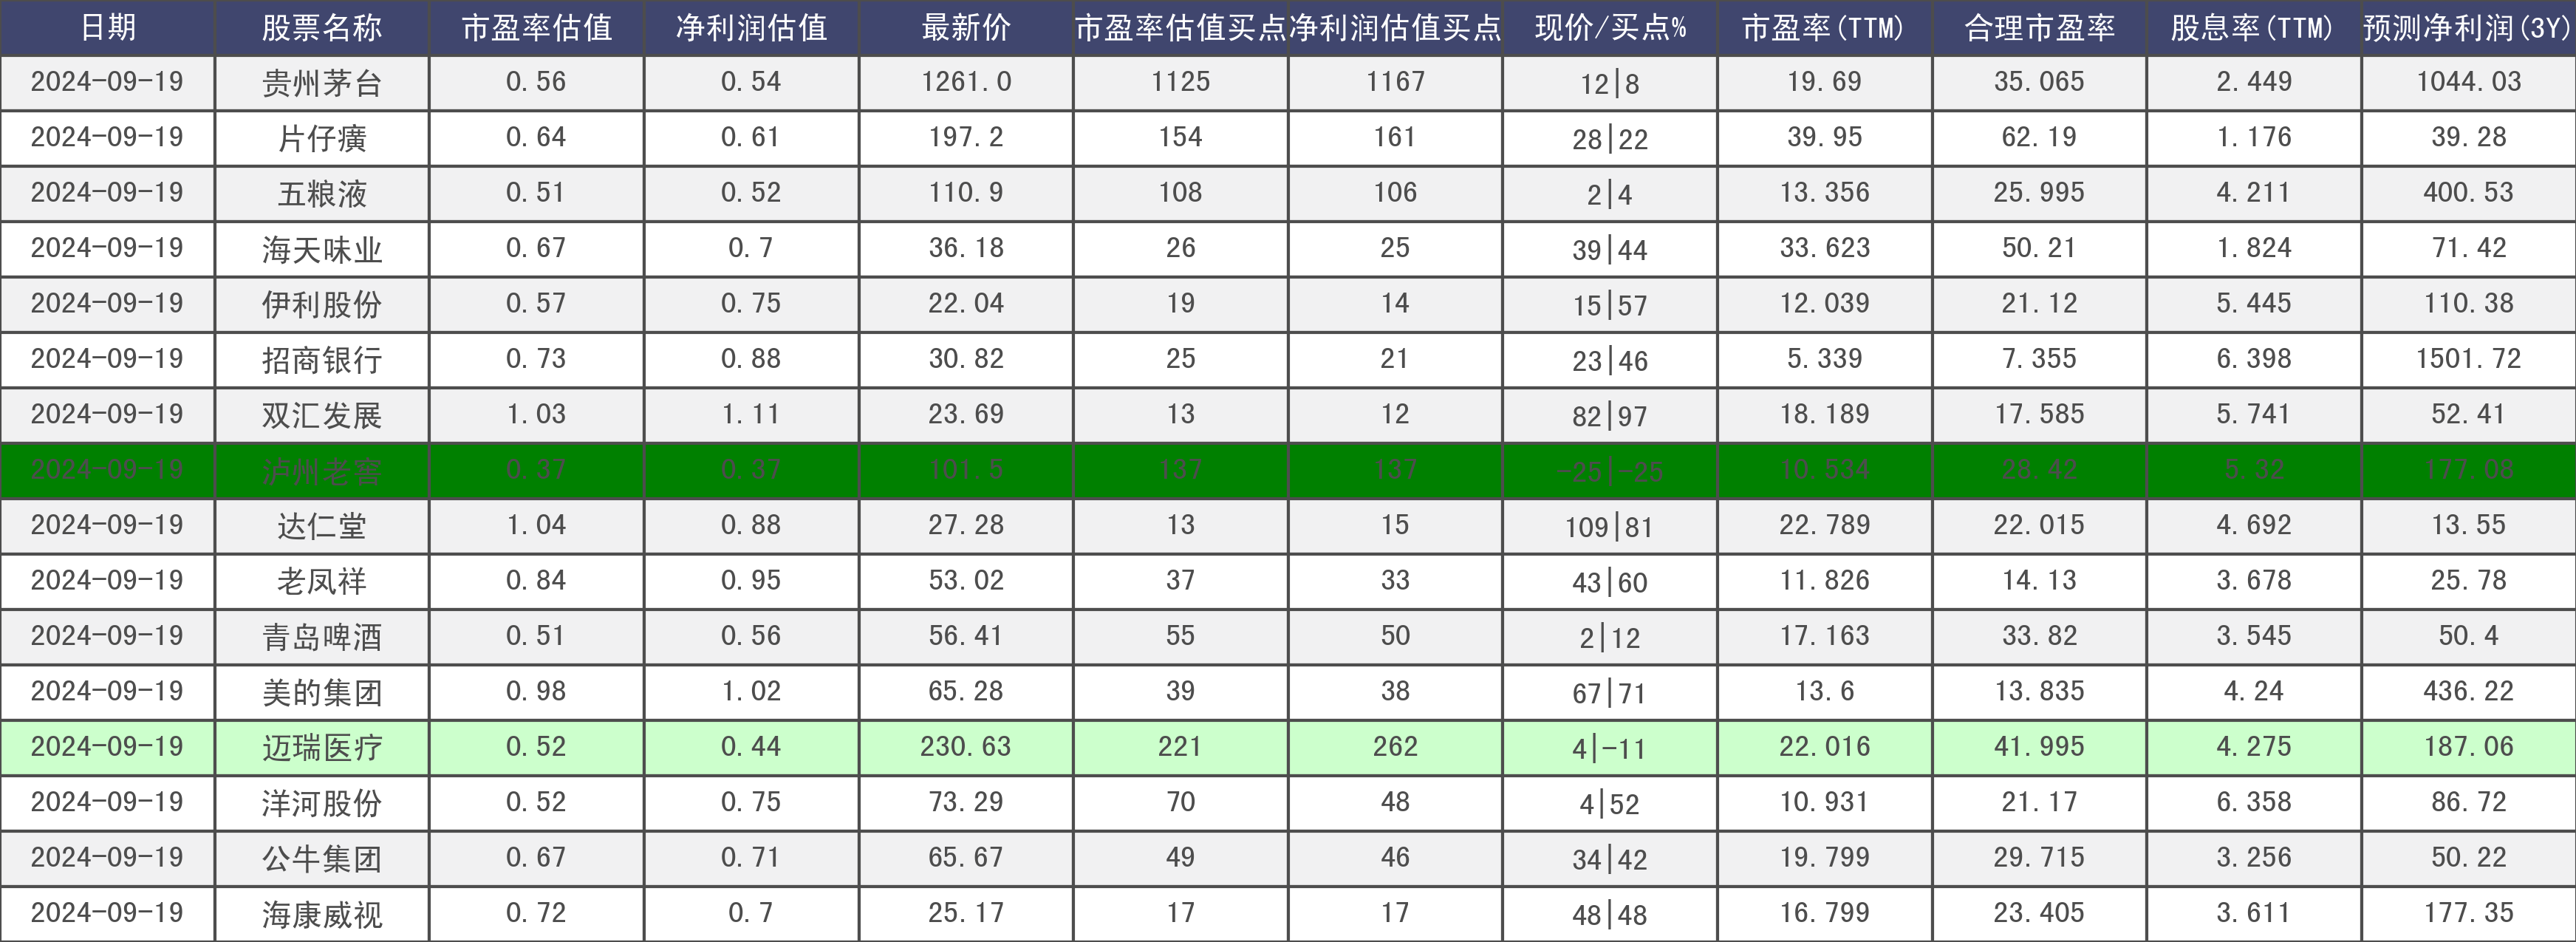 日期 股票名称 市盈率估值 净利润估值 最新价 市盈率估值买点 净利润估值买点 现价/买点% 市盈率(TTM) 合理市盈率 股息率(TTM) 预测净利润(3Y)
2024-09-19 贵州茅台 0.56 0.54 1261.0 1125 1167 12|8 19.69 35.065 2.449 1044.03
2024-09-19 片仔癀 0.64 0.61 197.2 154 161 28|22 39.95 62.19 1.176 39.28
2024-09-19 五粮液 0.51 0.52 110.9 108 106 2|4 13.356 25.995 4.211 400.53
2024-09-19 海天味业 0.67 0.7 36.18 26 25 39|44 33.623 50.21 1.824 71.42
2024-09-19 伊利股份 0.57 0.75 22.04 19 14 15|57 12.039 21.12 5.445 110.38
2024-09-19 招商银行 0.73 0.88 30.82 25 21 23|46 5.339 7.355 6.398 1501.72
2024-09-19 双汇发展 1.03 1.11 23.69 13 12 82|97 18.189 17.585 5.741 52.41
2024-09-19 泸州老窖 0.37 0.37 101.5 137 137 -25|-25 10.534 28.42 5.32 177.08
2024-09-19 达仁堂 1.04 0.88 27.28 13 15 109|81 22.789 22.015 4.692 13.55
2024-09-19 老凤祥 0.84 0.95 53.02 37 33 43|60 11.826 14.13 3.678 25.78
2024-09-19 青岛啤酒 0.51 0.56 56.41 55 50 2|12 17.163 33.82 3.545 50.4
2024-09-19 美的集团 0.98 1.02 65.28 39 38 67|71 13.6 13.835 4.24 436.22
2024-09-19 迈瑞医疗 0.52 0.44 230.63 221 262 4|-11 22.016 41.995 4.275 187.06
2024-09-19 洋河股份 0.52 0.75 73.29 70 48 4|52 10.931 21.17 6.358 86.72
2024-09-19 公牛集团 0.67 0.71 65.67 49 46 34|42 19.799 29.715 3.256 50.22
2024-09-19 海康威视 0.72 0.7 25.17 17 17 48|48 16.799 23.405 3.611 177.35